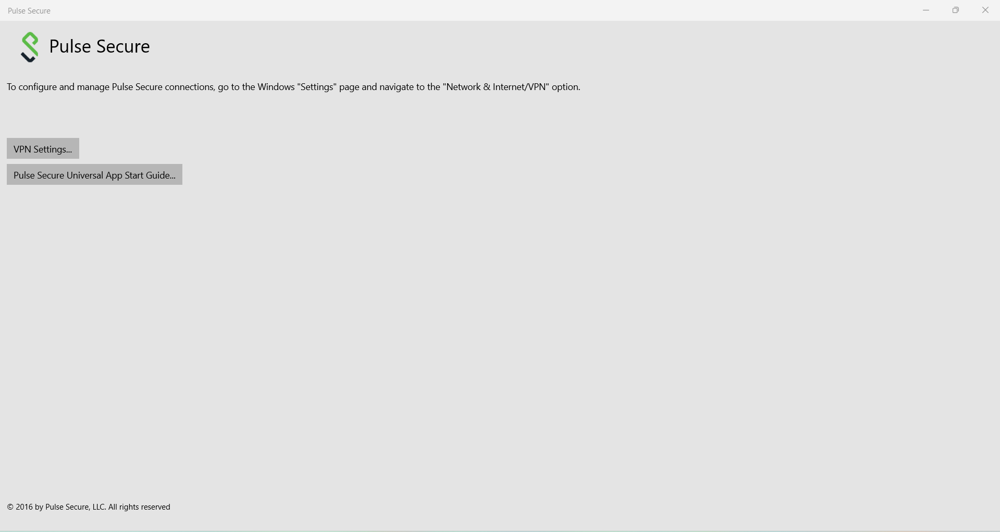 Pulse Secure
Pulse Secure
To configure and manage Pulse Secure connections, go to the Windows "Settings" page and navigate to the "Network & Internet/VPN" option.
VPN Settings...
Pulse Secure Universal App Start Guide...
© 2016 by Pulse Secure, LLC. All rights reserved